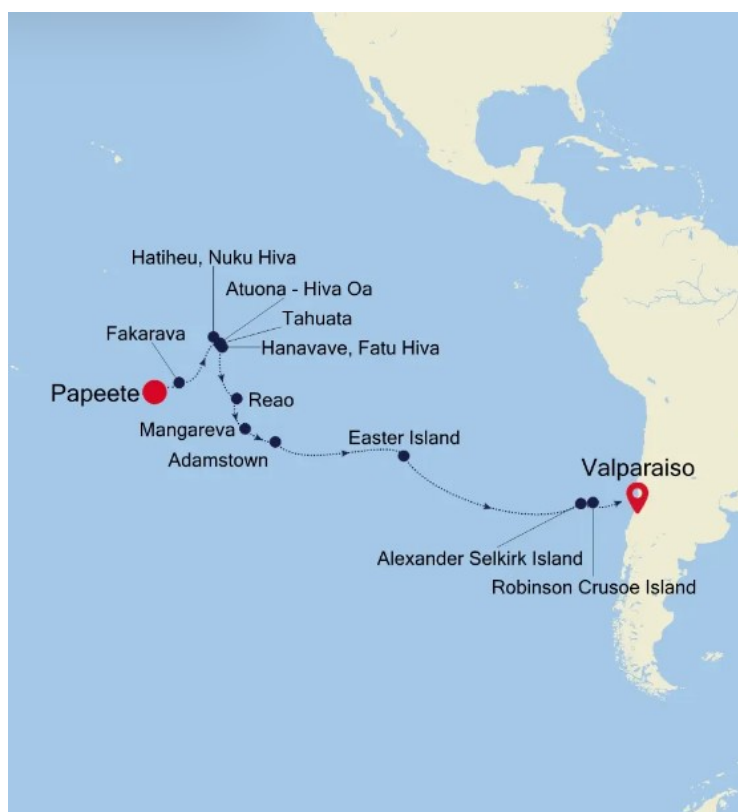 Hatiheu, Nuku Hiva
Atuona - Hiva Oa
Tahuata
Fakarava
Hanavave, Fatu Hiva
Papeete
Reao
Mangareva
Easter Island
Adamstown
Valparaiso
Alexander Selkirk Island
Robinson Crusoe Island